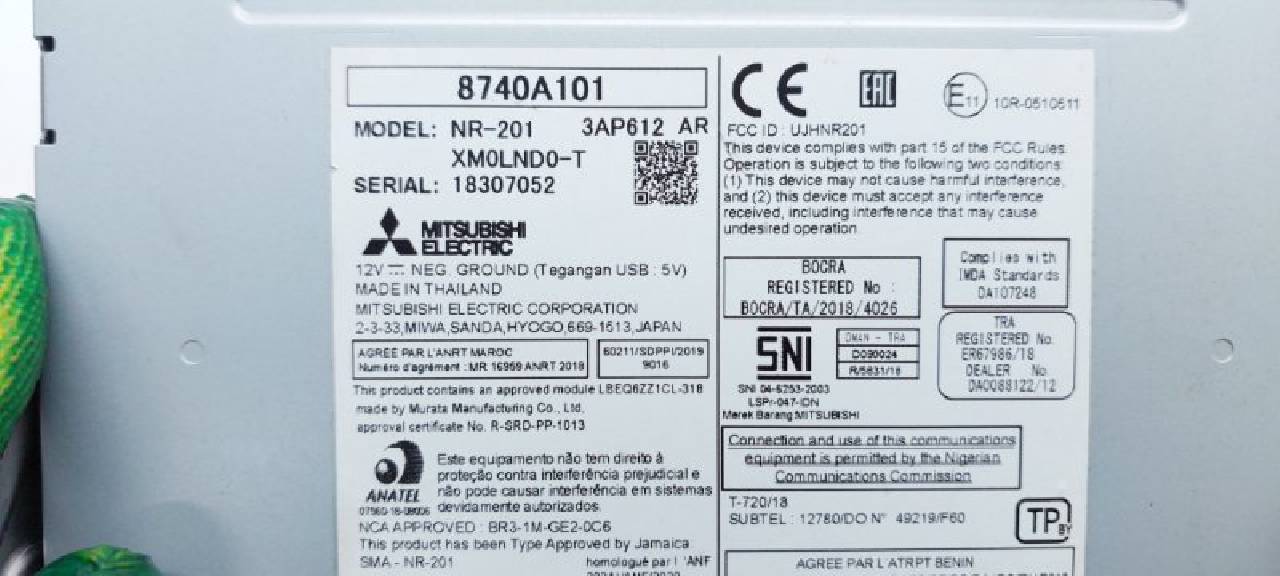 8740A101
MODEL: NR-201 3AP612 AR
XM0LND0-T
SERIAL: 18307052
MITSUBISHI
ELECTRIC
12V ⎓ NEG. GROUND (Tegangan USB : 5V)
MADE IN THAILAND
MITSUBISHI ELECTRIC CORPORATION
2-3-33,MIWA,SANDA,HYOGO,669-1513,JAPAN
AGREE PAR L'ANRT MAROC
Numéro d'agrément : MR 16959 ANRT 2018
60211/SDPPI/2019
9016
This product contains an approved module LBEQ6ZZ1CL-318
made by Murata Manufacturing Co., Ltd,
approval certificate No. R-SRD-PP-1013
ANATEL
Este equipamento não tem direito à
proteção contra interferência prejudicial e
não pode causar interferência em sistemas
devidamente autorizados.
NCA APPROVED : BR3-1M-GE2-0C6
This product has been Type Approved by Jamaica
SMA - NR-201
homologué par l 'ANF
CE
EAC
E11 10R-0510511
FCC ID : UJHNR201
This device complies with part 15 of the FCC Rules.
Operation is subject to the following two conditions:
(1) This device may not cause harmful interference,
and (2) this device must accept any interference
received, including interference that may cause
undesired operation.
BOCRA
REGISTERED No :
BOCRA/TA/2018/4026
Complies with
IMDA Standards
DA107248
SNI
SNI 04-6253-2003
LSPr-047-IDN
Merek Barang MITSUBISHI
OMAN - TRA
D090024
R/5831/18
TRA
REGISTERED No.
ER67986/18
DEALER No
DA0088122/12
Connection and use of this communications
equipment is permitted by the Nigerian
Communications Commission
T-720/18
SUBTEL : 12780/DO N° 49219/F60
TP BY
AGREE PAR L'ATRPT BENIN